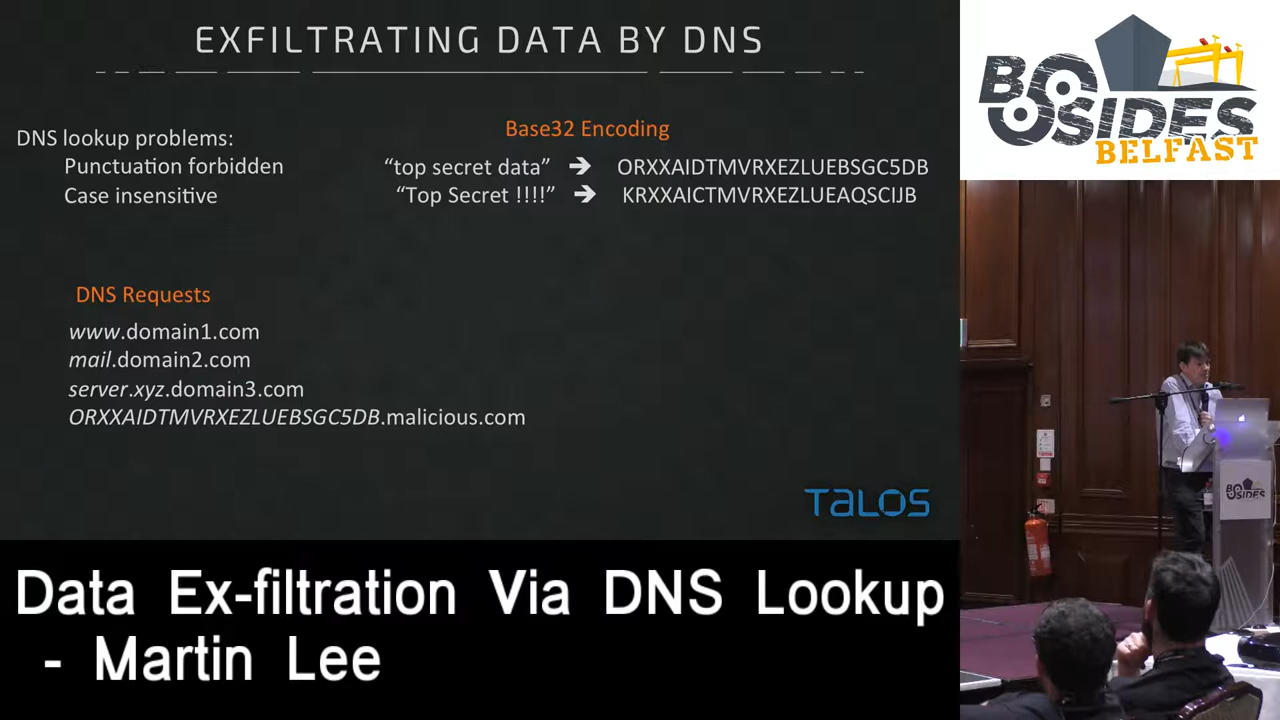 EXFILTRATING DATA BY DNS
DNS lookup problems:
Punctuation forbidden
Case insensitive
Base32 Encoding
“top secret data” ➔ ORXXAIDTMVRXEZLUEBSGC5DB
“Top Secret !!!!” ➔ KRXXAICTMVRXEZLUEAQSCIJB
DNS Requests
www.domain1.com
mail.domain2.com
server.xyz.domain3.com
ORXXAIDTMVRXEZLUEBSGC5DB.malicious.com
TALOS
Data Ex-filtration Via DNS Lookup
- Martin Lee
BSIDES
BELFAST
BSIDES